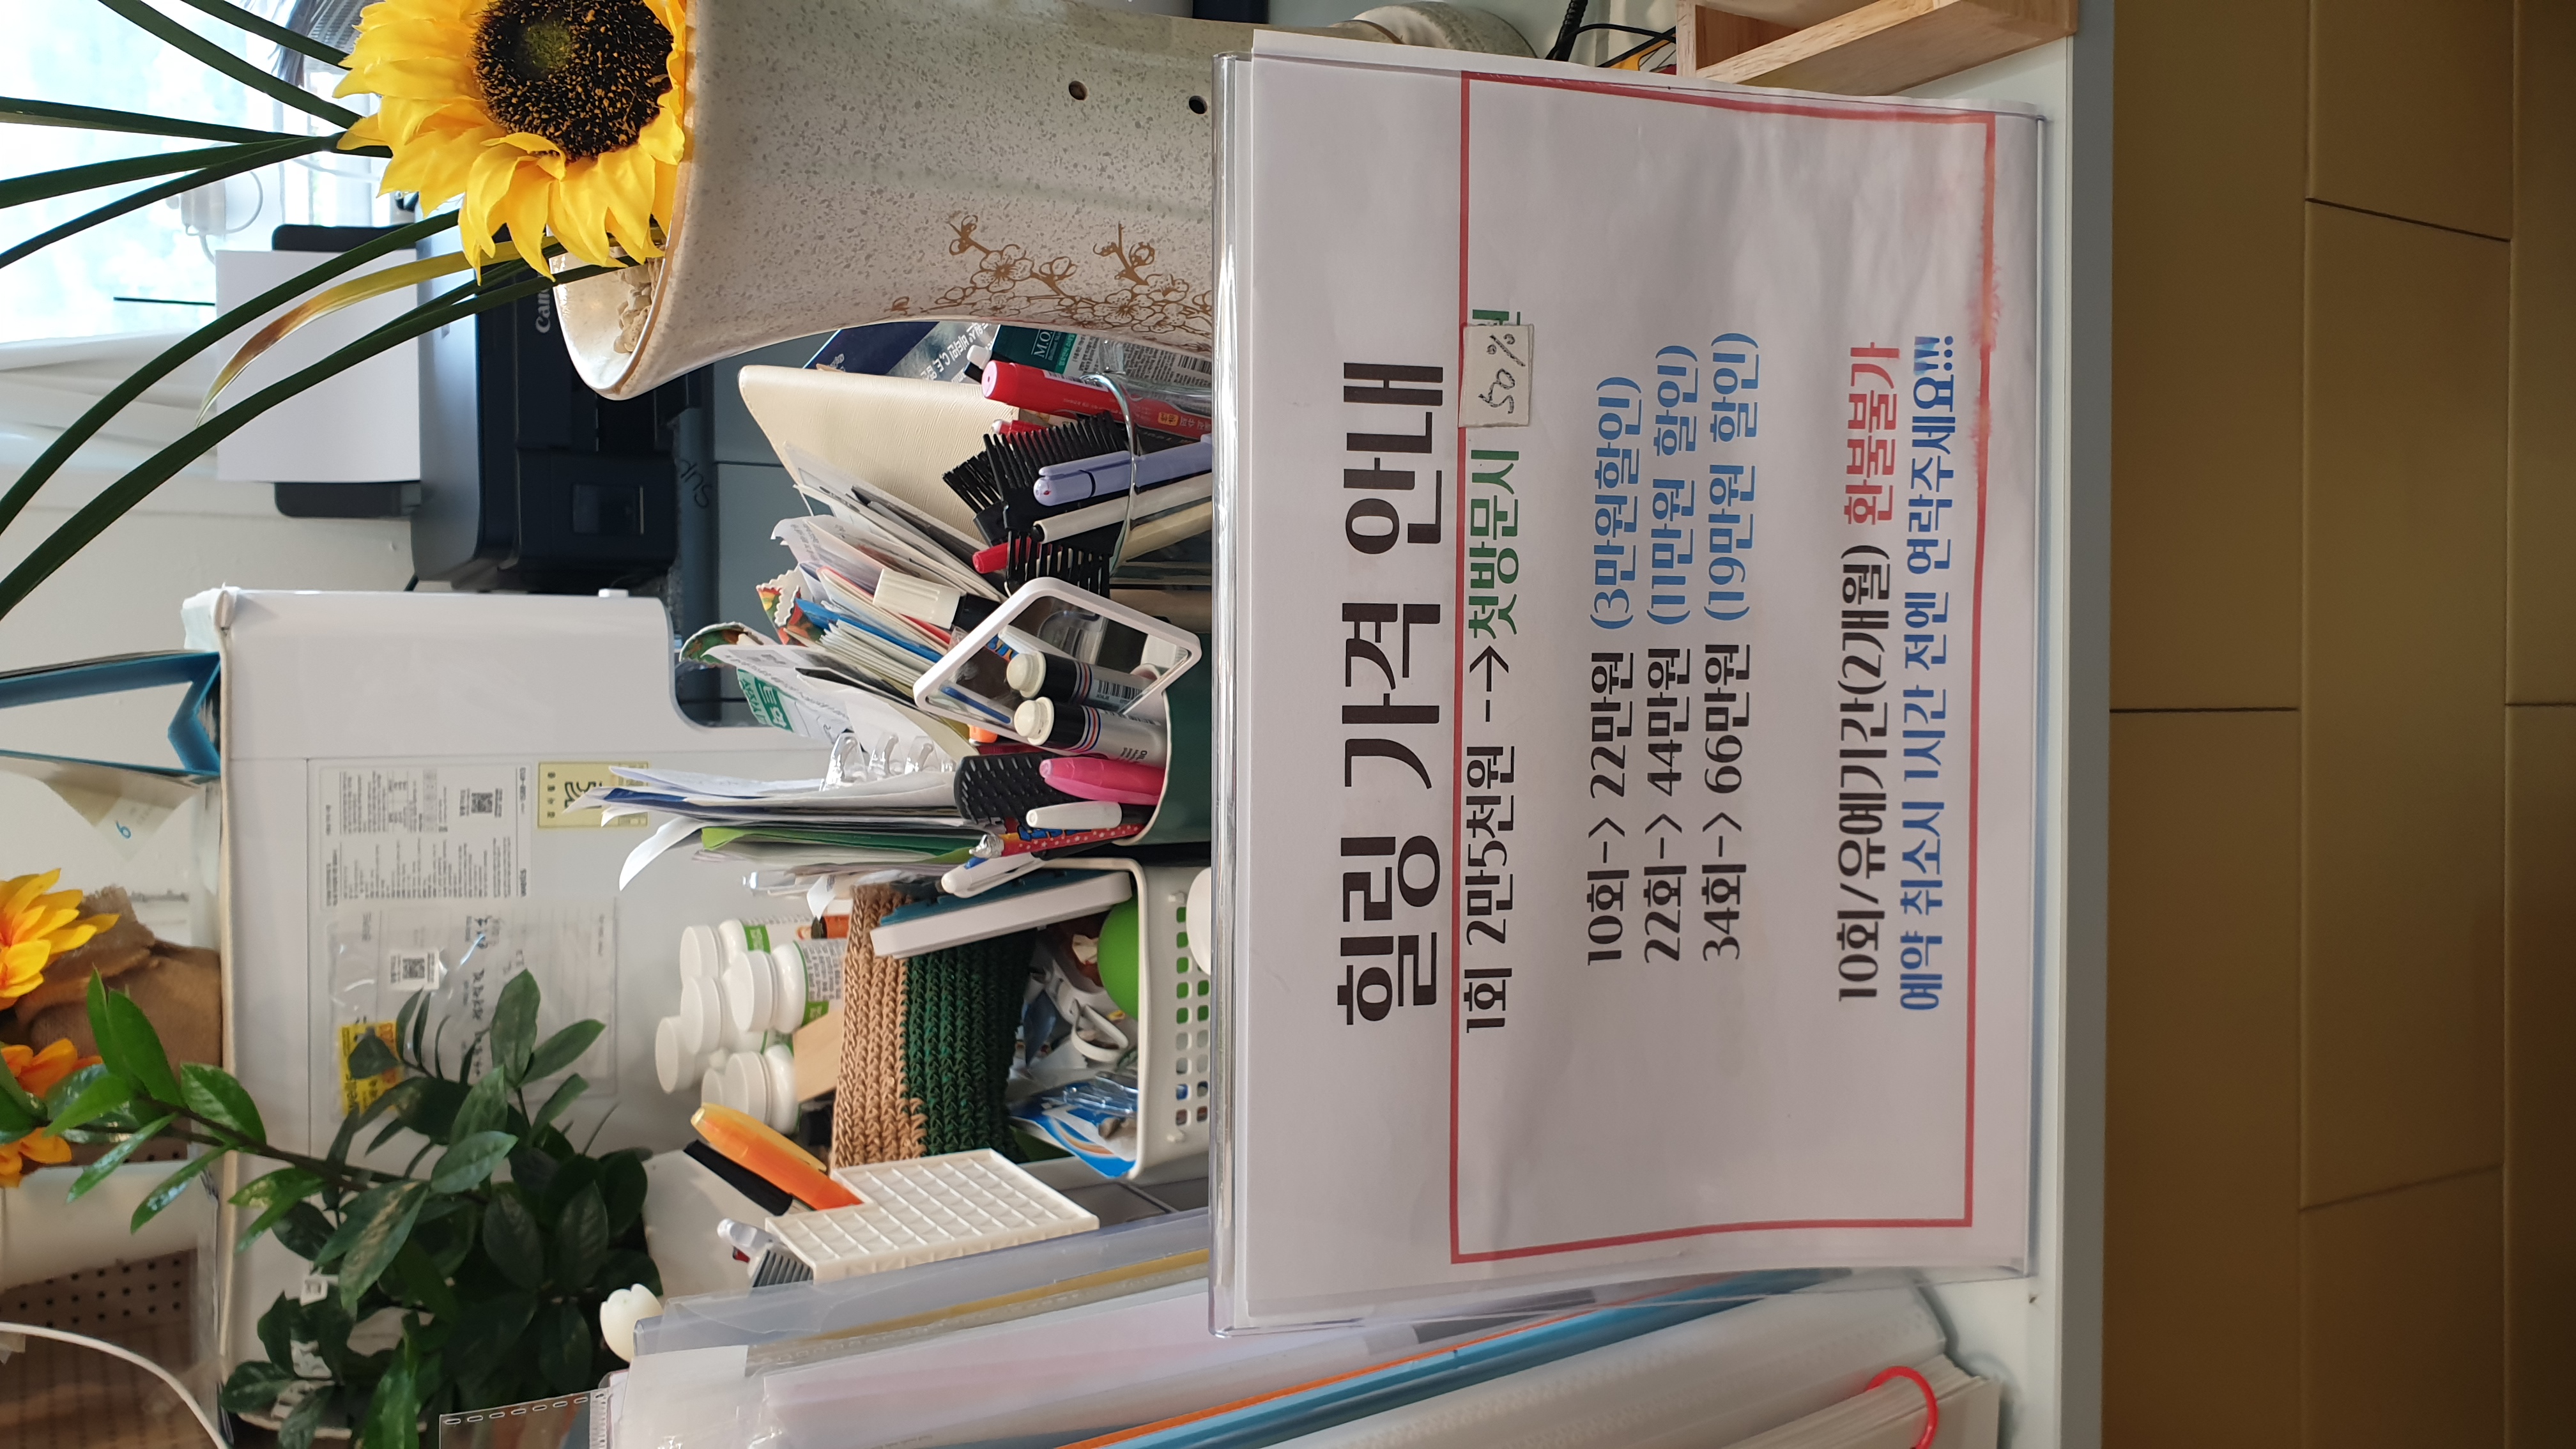 힐링 가격 안내
1회 2만5천원 --> 첫방문시 50%
10회-> 22만원 (3만원할인)
22회-> 44만원 (11만원 할인)
34회-> 66만원 (19만원 할인)
10회/유예기간(2개월) 환불불가
예약 취소시 1시간 전엔 연락주세요!!!